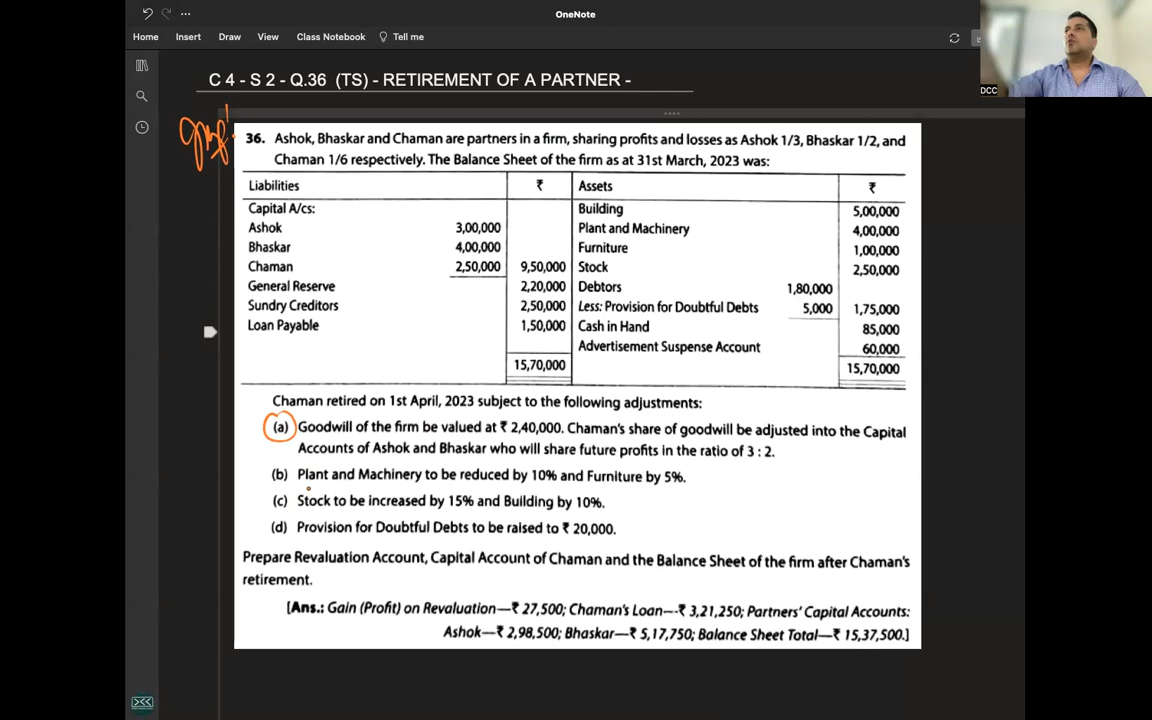 OneNote
Home Insert Draw View Class Notebook Tell me
DCC
C 4 - S 2 - Q.36 (TS) - RETIREMENT OF A PARTNER -
36. Ashok, Bhaskar and Chaman are partners in a firm, sharing profits and losses as Ashok 1/3, Bhaskar 1/2, and
Chaman 1/6 respectively. The Balance Sheet of the firm as at 31st March, 2023 was:
Liabilities ₹ Assets ₹
Capital A/cs: Building 5,00,000
Ashok 3,00,000 Plant and Machinery 4,00,000
Bhaskar 4,00,000 Furniture 1,00,000
Chaman 2,50,000 9,50,000 Stock 2,50,000
General Reserve 2,20,000 Debtors 1,80,000
Sundry Creditors 2,50,000 Less: Provision for Doubtful Debts 5,000 1,75,000
Loan Payable 1,50,000 Cash in Hand 85,000
Advertisement Suspense Account 60,000
15,70,000 15,70,000
Chaman retired on 1st April, 2023 subject to the following adjustments:
(a) Goodwill of the firm be valued at ₹ 2,40,000. Chaman's share of goodwill be adjusted into the Capital
Accounts of Ashok and Bhaskar who will share future profits in the ratio of 3 : 2.
(b) Plant and Machinery to be reduced by 10% and Furniture by 5%.
(c) Stock to be increased by 15% and Building by 10%.
(d) Provision for Doubtful Debts to be raised to ₹ 20,000.
Prepare Revaluation Account, Capital Account of Chaman and the Balance Sheet of the firm after Chaman's
retirement.
[Ans.: Gain (Profit) on Revaluation—₹ 27,500; Chaman's Loan--₹ 3,21,250; Partners' Capital Accounts:
Ashok—₹ 2,98,500; Bhaskar—₹ 5,17,750; Balance Sheet Total—₹ 15,37,500.]